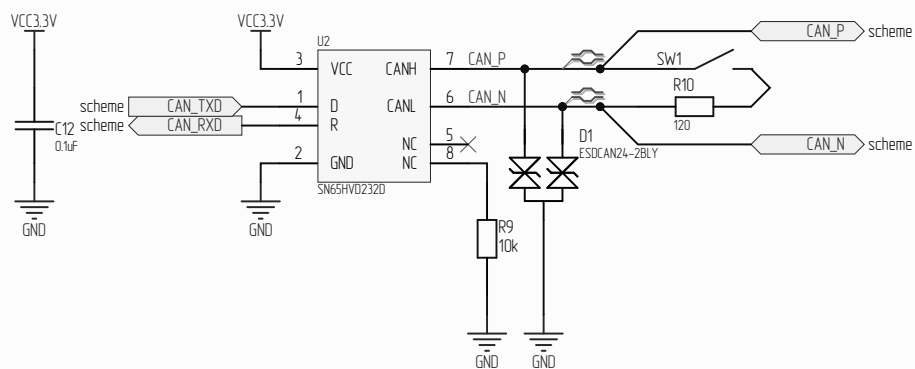 VCC3.3V
VCC3.3V
CAN_P
scheme
U2
3
VCC
CANH
7
CAN_P
SW1
scheme
CAN_TXD
1
D
CANL
6
CAN_N
R10
120
scheme
CAN_RXD
4
R
C12
0.1uF
NC
5
D1
ESDCAN24-2BLY
CAN_N
scheme
2
GND
NC
8
SN65HVD232D
GND
GND
R9
10k
GND
GND